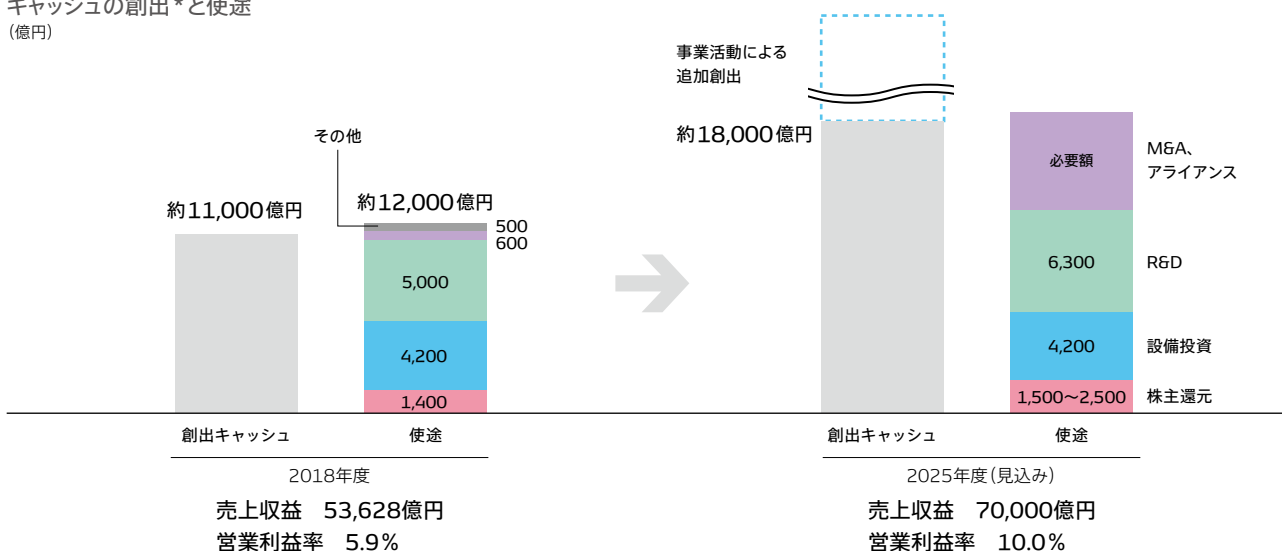 キャッシュの創出*と使途
(億円)
その他
約11,000億円
約12,000億円
500
600
5,000
4,200
1,400
創出キャッシュ
使途
2018年度
売上収益 53,628億円
営業利益率 5.9%
事業活動による
追加創出
約18,000億円
必要額
M&A、
アライアンス
6,300
R&D
4,200
設備投資
1,500〜2,500
株主還元
創出キャッシュ
使途
2025年度(見込み)
売上収益 70,000億円
営業利益率 10.0%